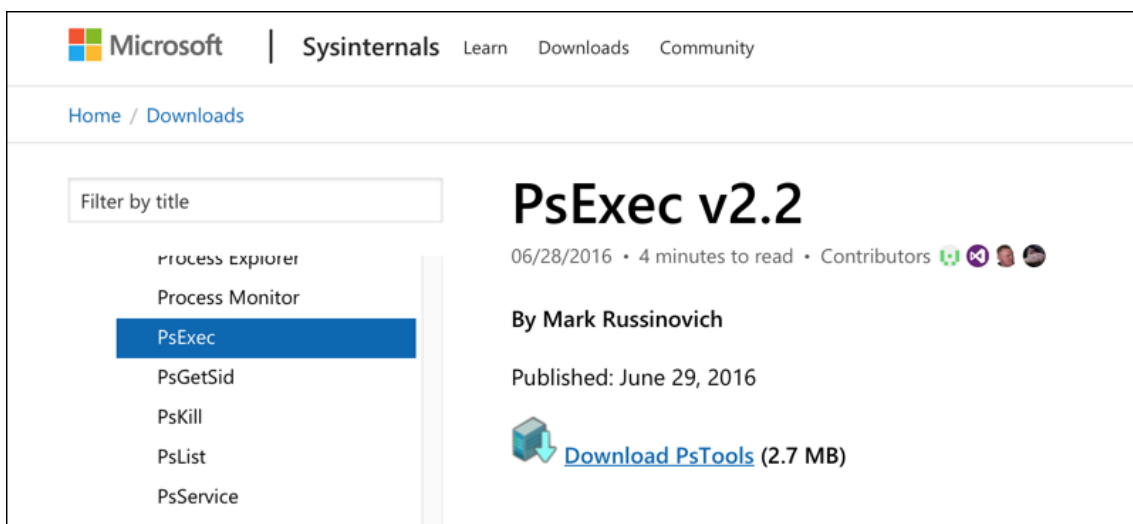 Microsoft | Sysinternals Learn Downloads Community
Home / Downloads
Filter by title
Process Explorer
Process Monitor
PsExec
PsGetSid
PsKill
PsList
PsService
PsExec v2.2
06/28/2016 • 4 minutes to read • Contributors
By Mark Russinovich
Published: June 29, 2016
Download PsTools (2.7 MB)